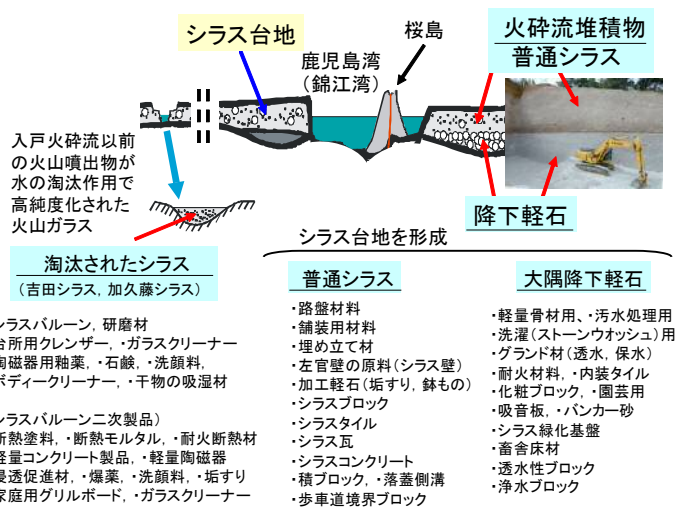 シラス台地
桜島
鹿児島湾
(錦江湾)
火砕流堆積物
普通シラス
入戸火砕流以前
の火山噴出物が
水の淘汰作用で
高純度化された
火山ガラス
降下軽石
シラス台地を形成
淘汰されたシラス
(吉田シラス, 加久藤シラス)
シラスバルーン, 研磨材
台所用クレンザー, ・ガラスクリーナー
陶磁器用釉薬, ・石鹸, ・洗顔料,
ボディークリーナー, ・干物の吸湿材
シラスバルーン二次製品)
断熱塗料, ・断熱モルタル, ・耐火断熱材
軽量コンクリート製品, ・軽量陶磁器
浸透促進材, ・爆薬, ・洗顔料, ・垢すり
家庭用グリルボード, ・ガラスクリーナー
普通シラス
・路盤材料
・舗装用材料
・埋め立て材
・左官壁の原料(シラス壁)
・加工軽石(垢すり, 鉢もの)
・シラスブロック
・シラスタイル
・シラス瓦
・シラスコンクリート
・積ブロック, ・落蓋側溝
・歩車道境界ブロック
大隅降下軽石
・軽量骨材用、・汚水処理用
・洗濯(ストーンウオッシュ)用
・グランド材(透水, 保水)
・耐火材料, ・内装タイル
・化粧ブロック, ・園芸用
・吸音板, ・バンカー砂
・シラス緑化基盤
・畜舎床材
・透水性ブロック
・浄水ブロック